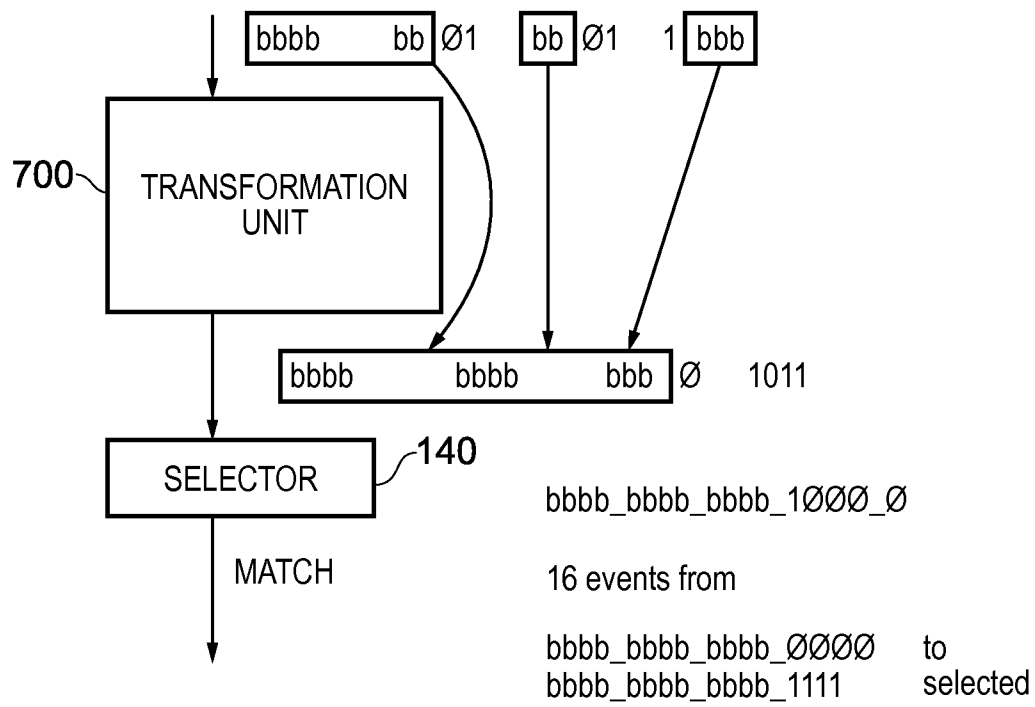 bbbb bb Ø1 bb Ø1 1 bbb
700
TRANSFORMATION
UNIT
bbbb bbbb bbb Ø 1011
SELECTOR
140
MATCH
bbbb_bbbb_bbbb_1ØØØ_Ø
16 events from
bbbb_bbbb_bbbb_ØØØØ to
bbbb_bbbb_bbbb_1111 selected